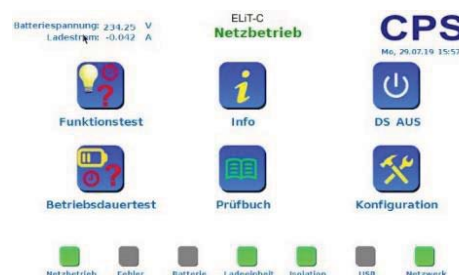 Batteriespannung: 234.25 V
Ladestrom: -0.042 A
ELiT-C
Netzbetrieb
CPS
Mo, 29.07.19 15:57
Funktionstest
Info
DS AUS
Betriebsdauertest
Prüfbuch
Konfiguration
Netzbetrieb
Fehler
Batterie
Ladeeinheit
Isolation
USB
Netzwerk